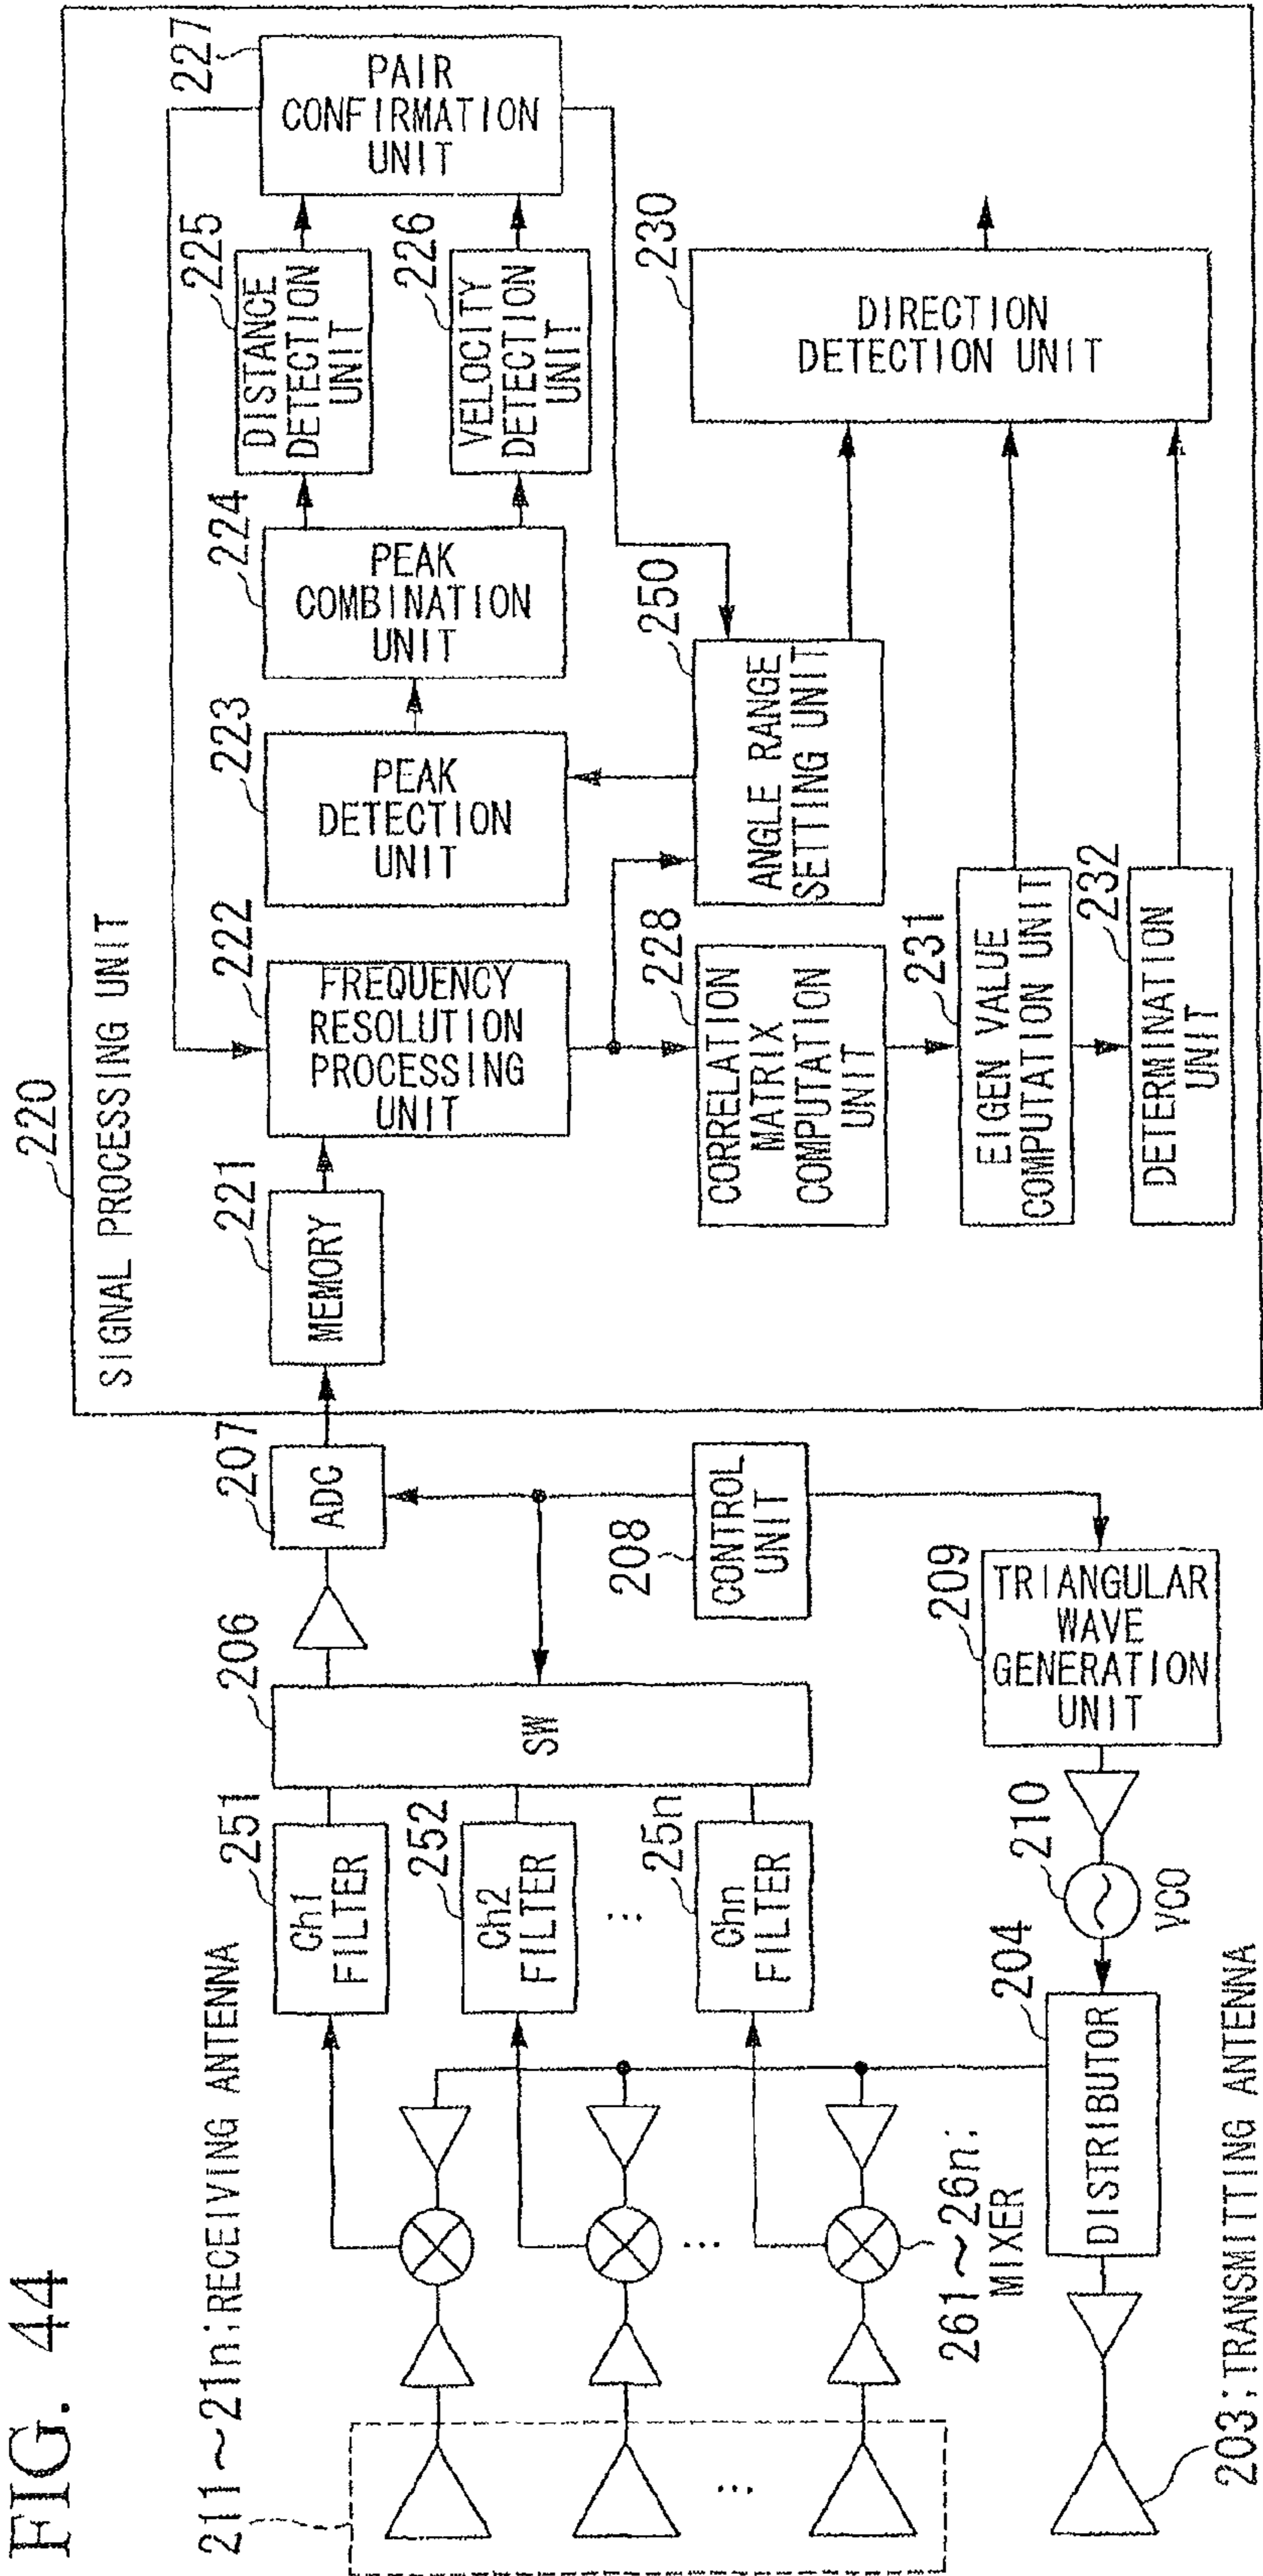 FIG. 44
220
SIGNAL PROCESSING UNIT
211~21n;RECEIVING ANTENNA
251
Ch1
FILTER
252
Ch2
FILTER
...
25n
Chn
FILTER
206
SW
207
ADC
221
MEMORY
222
FREQUENCY
RESOLUTION
PROCESSING
UNIT
223
PEAK
DETECTION
UNIT
224
PEAK
COMBINATION
UNIT
225
DISTANCE
DETECTION
UNIT
226
VELOCITY
DETECTION
UNIT
227
PAIR
CONFIRMATION
UNIT
228
CORRELATION
MATRIX
COMPUTATION
UNIT
250
ANGLE RANGE
SETTING UNIT
230
DIRECTION
DETECTION UNIT
231
EIGEN VALUE
COMPUTATION UNIT
232
DETERMINATION
UNIT
208
CONTROL
UNIT
209
TRIANGULAR
WAVE
GENERATION
UNIT
210
VCO
204
DISTRIBUTOR
...
...
261~26n;
MIXER
203;TRANSMITTING ANTENNA